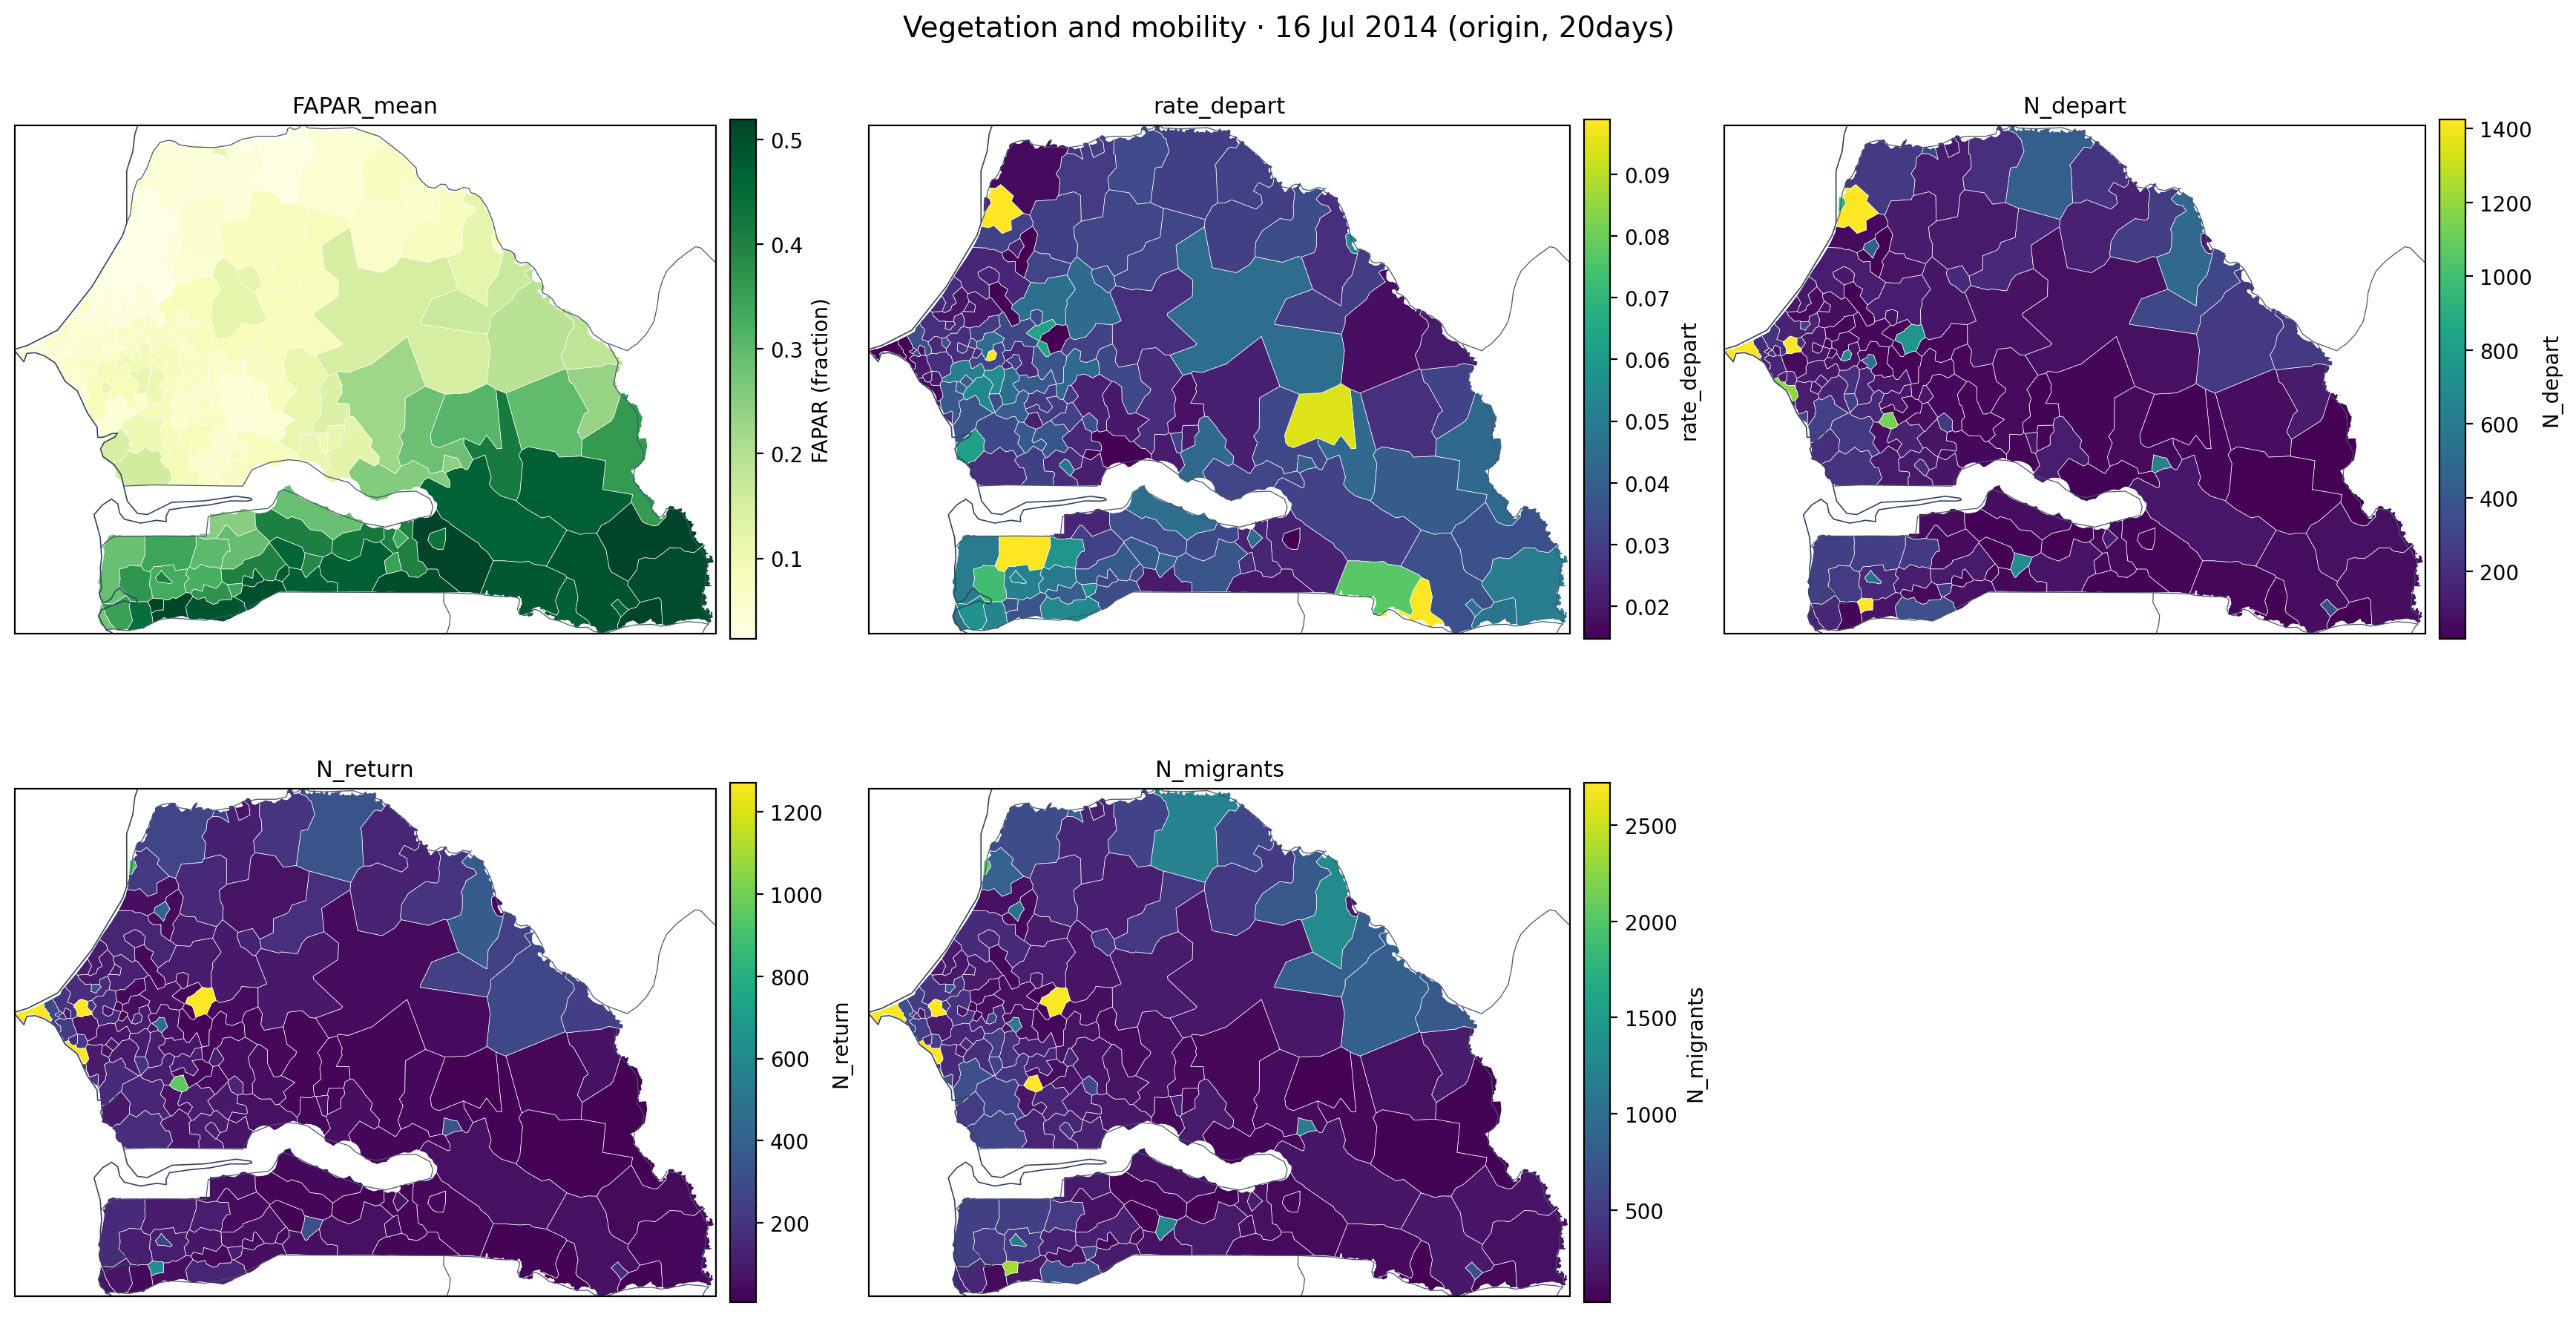 Vegetation and mobility · 16 Jul 2014 (origin, 20days)
FAPAR_mean
0.5
0.4
0.3
0.2
0.1
FAPAR (fraction)
rate_depart
0.09
0.08
0.07
0.06
0.05
0.04
0.03
0.02
rate_depart
N_depart
1400
1200
1000
800
600
400
200
N_depart
N_return
1200
1000
800
600
400
200
N_return
N_migrants
2500
2000
1500
1000
500
N_migrants